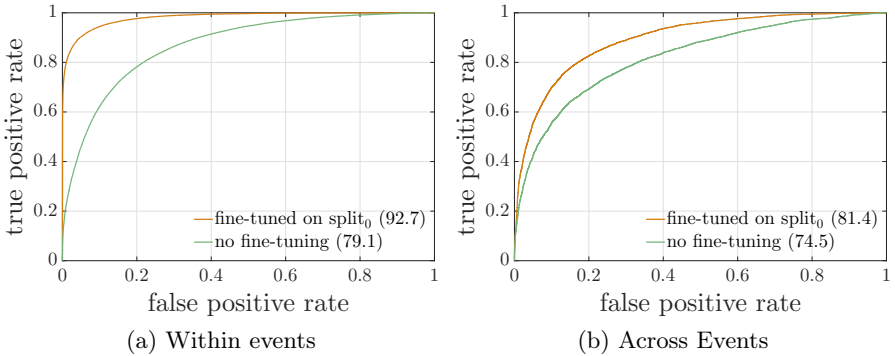 1
0.8
0.6
0.4
0.2
0
true positive rate
fine-tuned on split₀ (92.7)
no fine-tuning (79.1)
0 0.2 0.4 0.6 0.8 1
false positive rate
(a) Within events
1
0.8
0.6
0.4
0.2
0
true positive rate
fine-tuned on split₀ (81.4)
no fine-tuning (74.5)
0 0.2 0.4 0.6 0.8 1
false positive rate
(b) Across Events